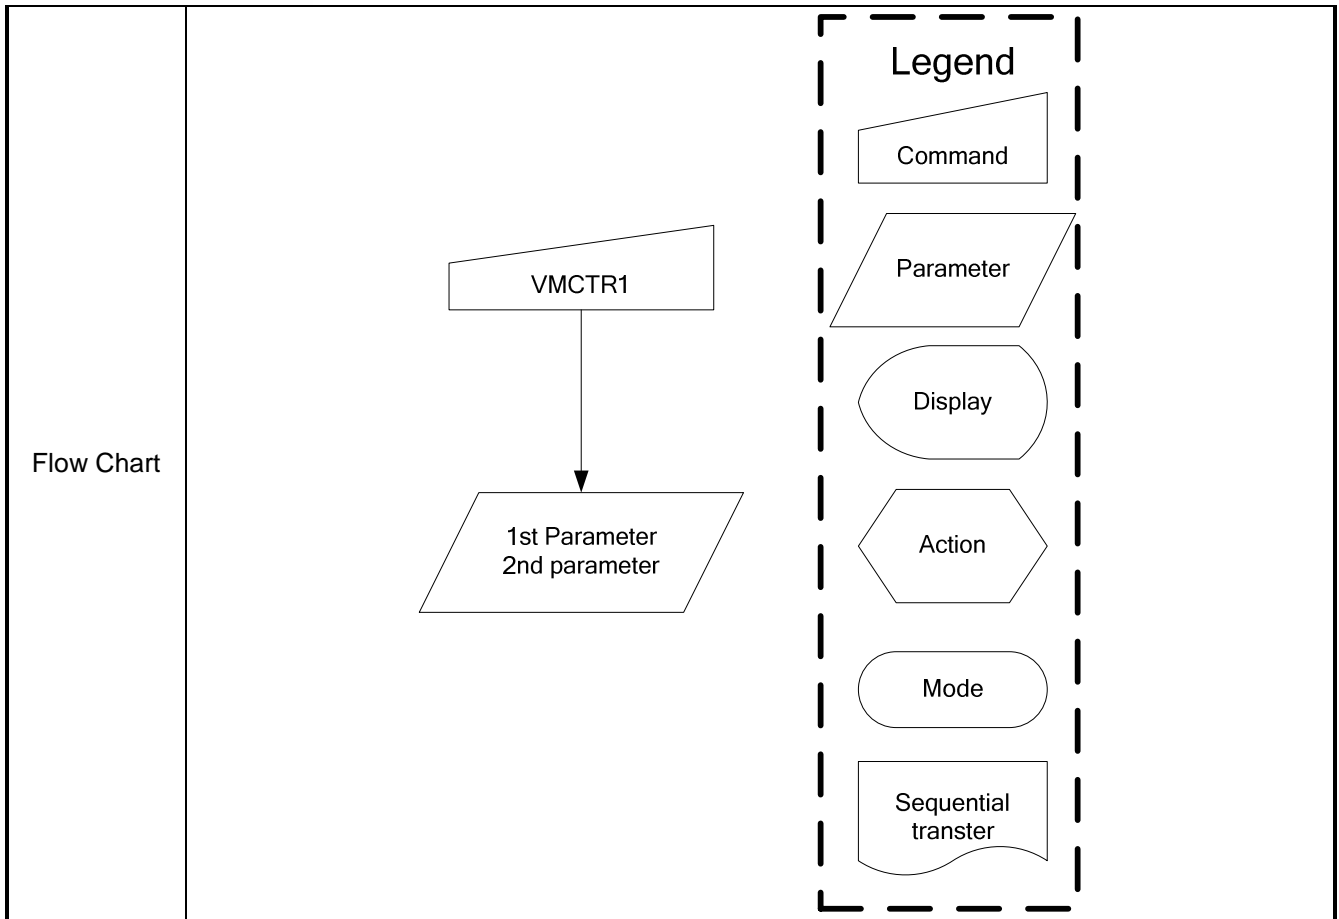 Flow Chart
VMCTR1
1st Parameter
2nd parameter
Legend
Command
Parameter
Display
Action
Mode
Sequential
transter